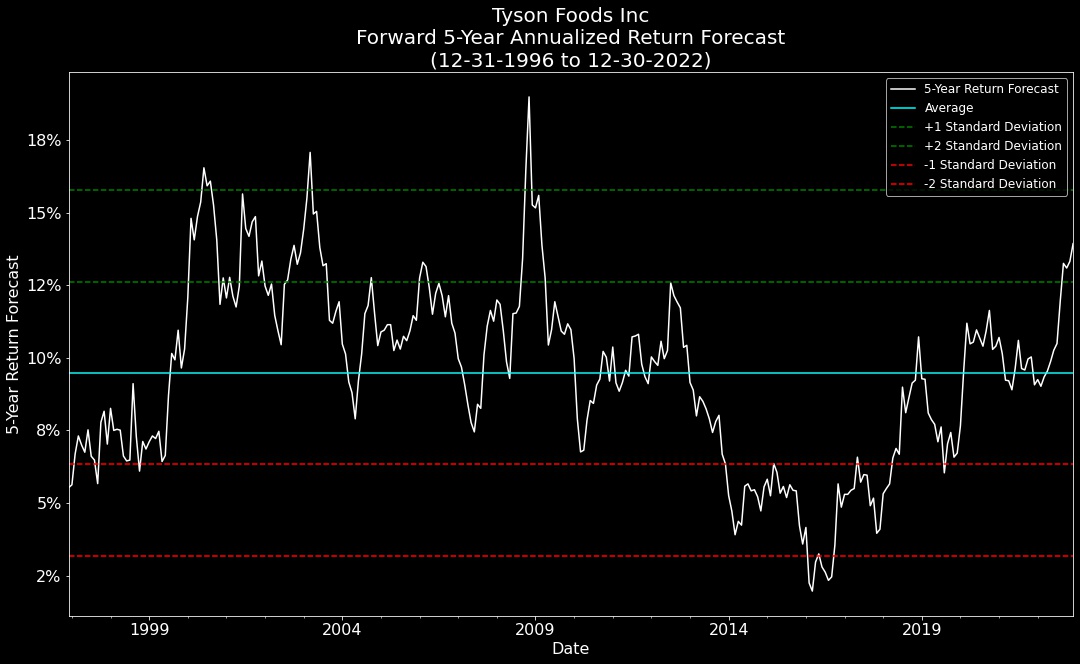 Tyson Foods Inc
Forward 5-Year Annualized Return Forecast
(12-31-1996 to 12-30-2022)
5-Year Return Forecast
Average
+1 Standard Deviation
+2 Standard Deviation
-1 Standard Deviation
-2 Standard Deviation
18%
15%
12%
10%
8%
5%
2%
5-Year Return Forecast
1999
2004
2009
2014
2019
Date